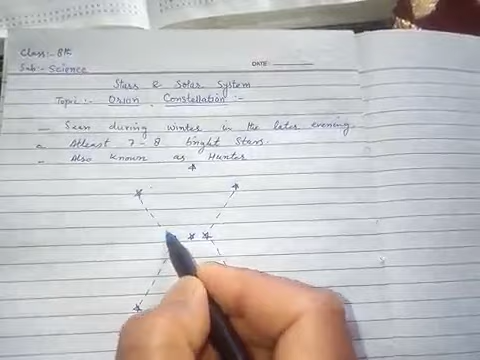 Class:- 8th
Sub:- Science
DATE:
Stars & Solar System
Topic:- Orion Constellation:-
— Seen during winter in the later evening.
Atleast 7-8 bright Stars.
- Also known as Hunter